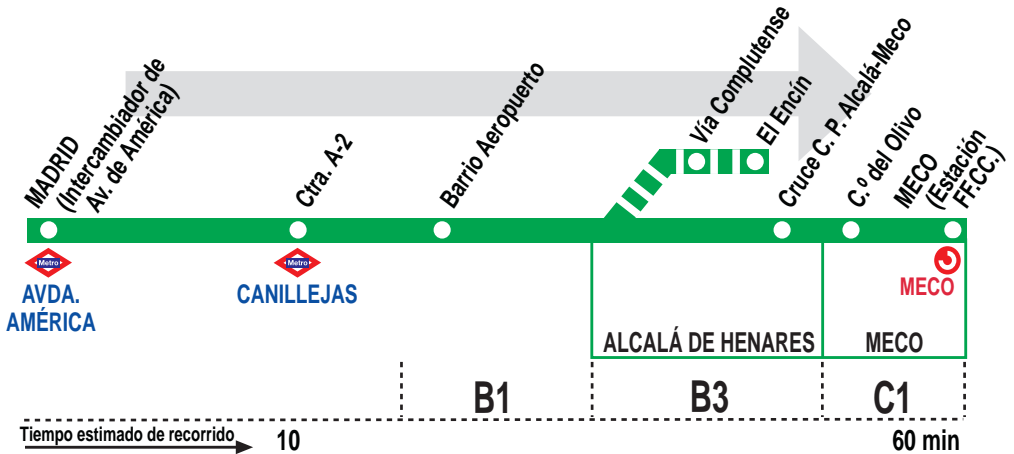 MADRID
(Intercambiador de
Av. de América)
Ctra. A-2
Barrio Aeropuerto
Vía Complutense
El Encín
Cruce C. P. Alcalá-Meco
C.º del Olivo
MECO
(Estación
FF.CC.)
Metro
AVDA.
AMÉRICA
Metro
CANILLEJAS
MECO
ALCALÁ DE HENARES
MECO
B1
B3
C1
Tiempo estimado de recorrido
10
60 min